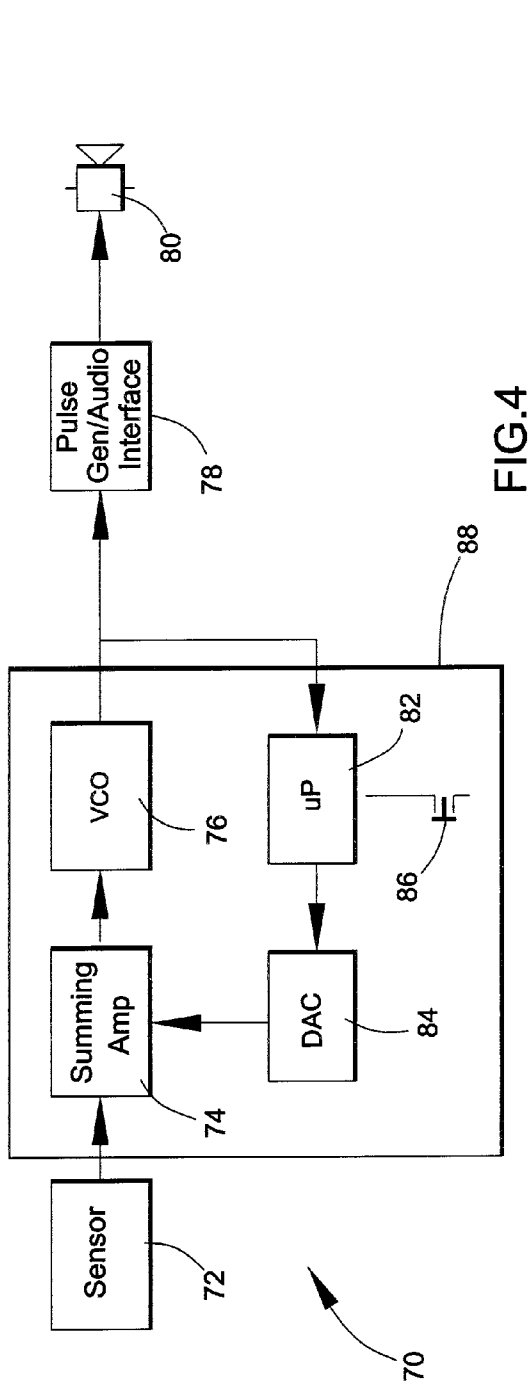 Sensor
72
Summing
Amp
74
VCO
76
Pulse
Gen/Audio
Interface
78
80
DAC
84
uP
82
86
88
70
FIG.4